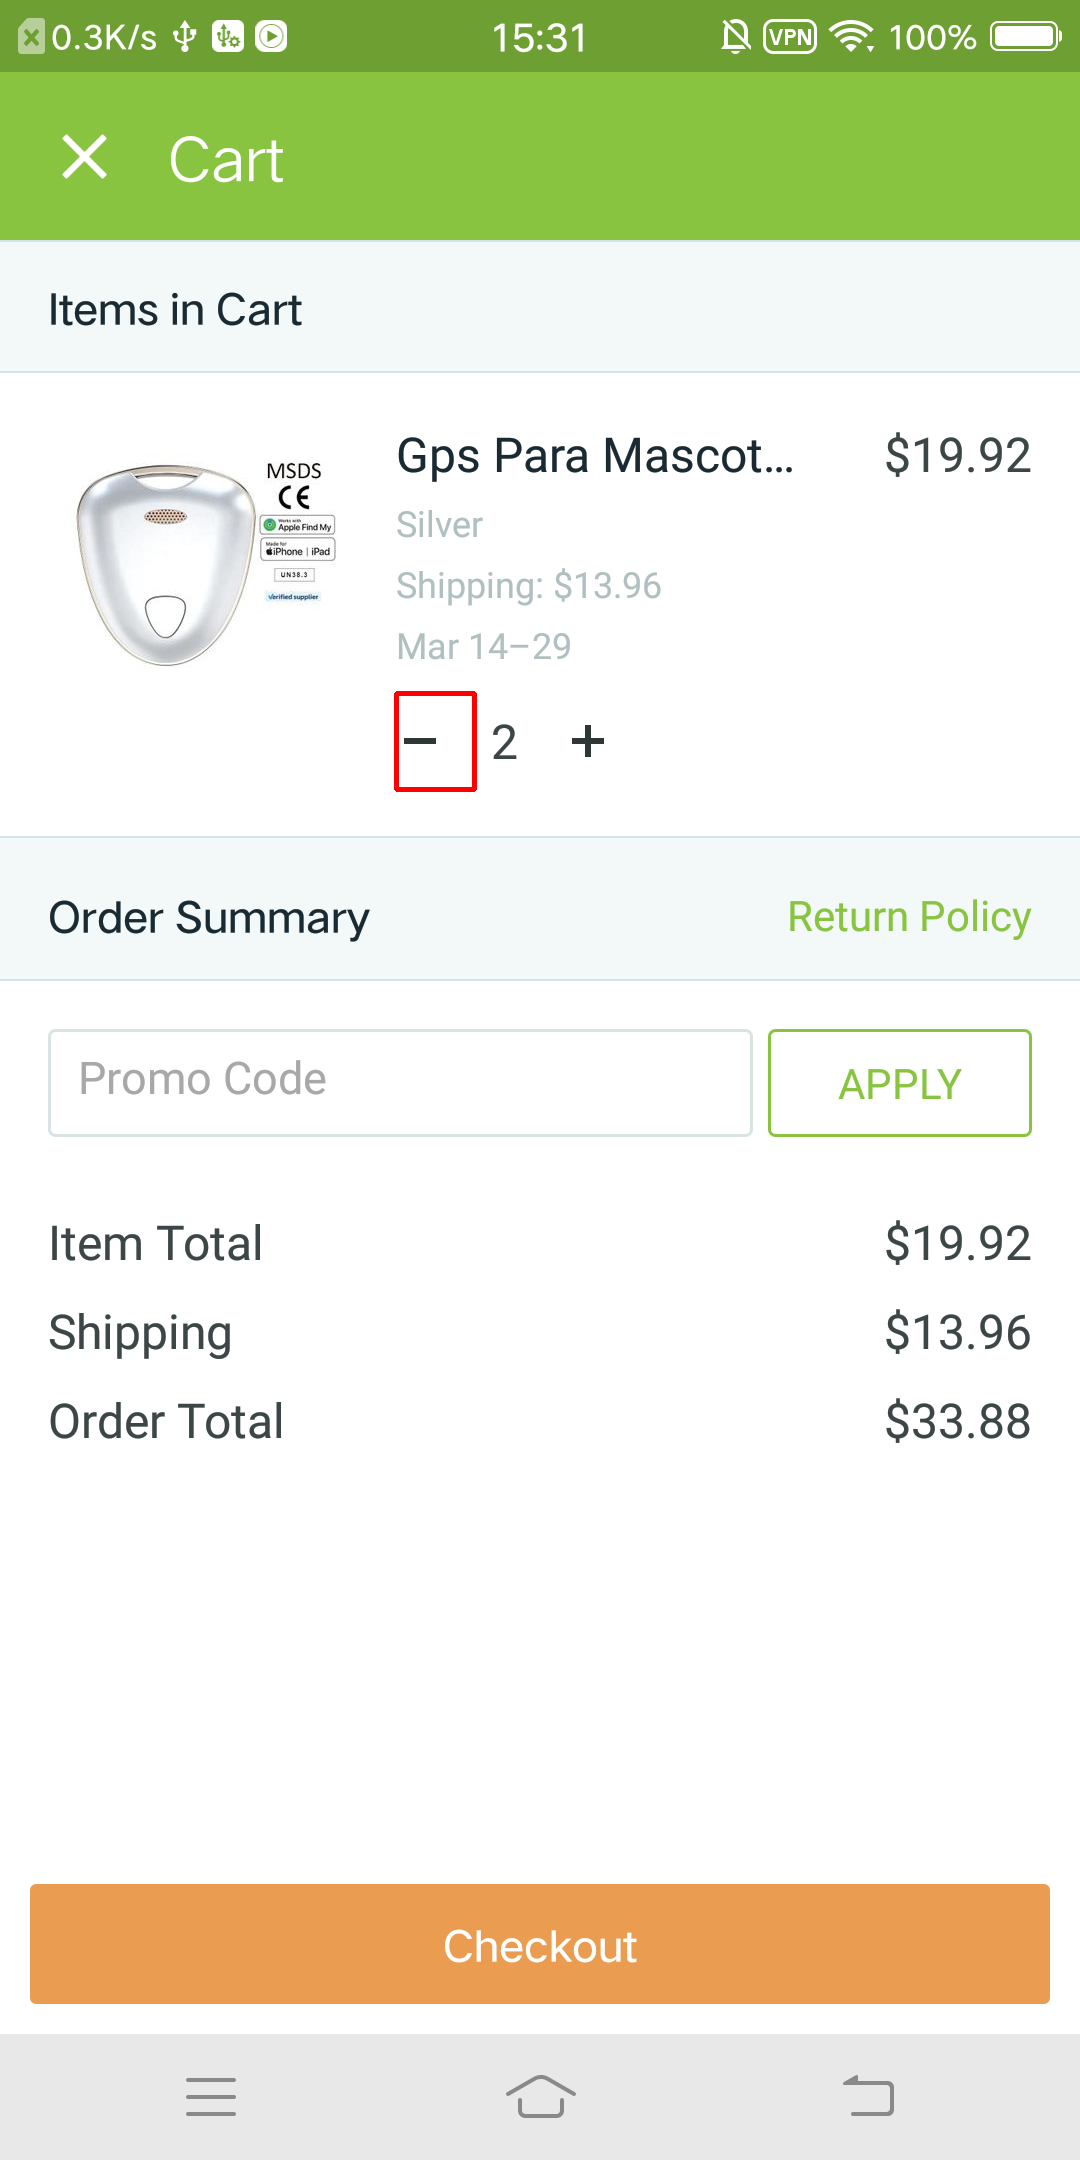 0.3K/s
15:31
VPN
100%
Cart
Items in Cart
Gps Para Mascot...
$19.92
MSDS
CE
Works with
Apple Find My
Made for
iPhone | iPad
UN38.3
Verified supplier
Silver
Shipping: $13.96
Mar 14–29
2
Order Summary
Return Policy
Promo Code
APPLY
Item Total
$19.92
Shipping
$13.96
Order Total
$33.88
Checkout